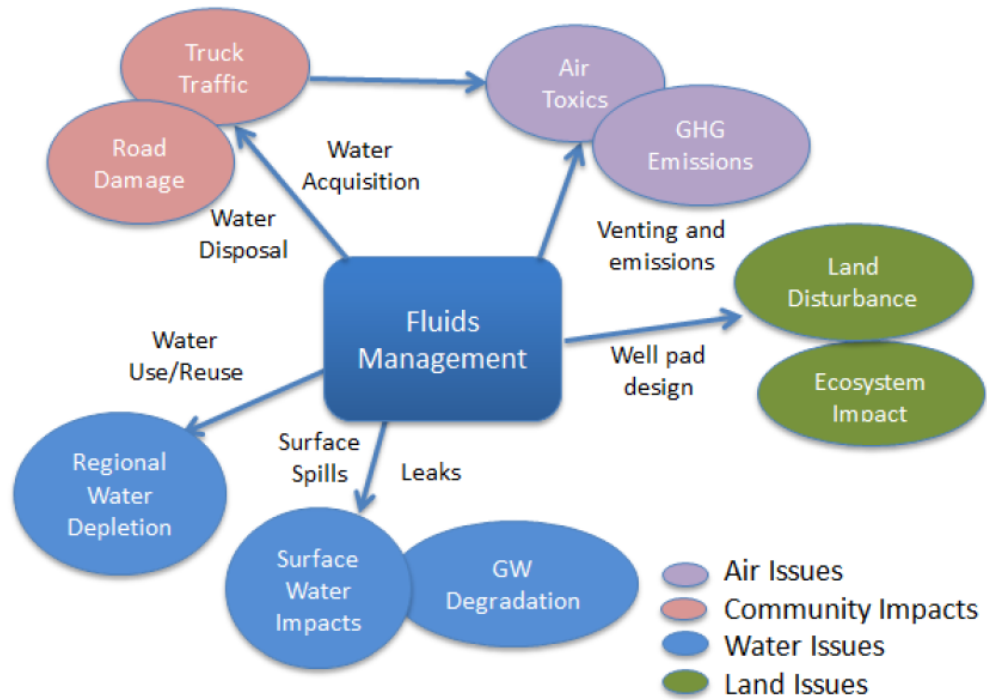 Truck
Traffic
Road
Damage
Air
Toxics
GHG
Emissions
Water
Acquisition
Water
Disposal
Venting and
emissions
Land
Disturbance
Fluids
Management
Well pad
design
Ecosystem
Impact
Water
Use/Reuse
Surface
Spills
Leaks
Regional
Water
Depletion
Surface
Water
Impacts
GW
Degradation
Air Issues
Community Impacts
Water Issues
Land Issues